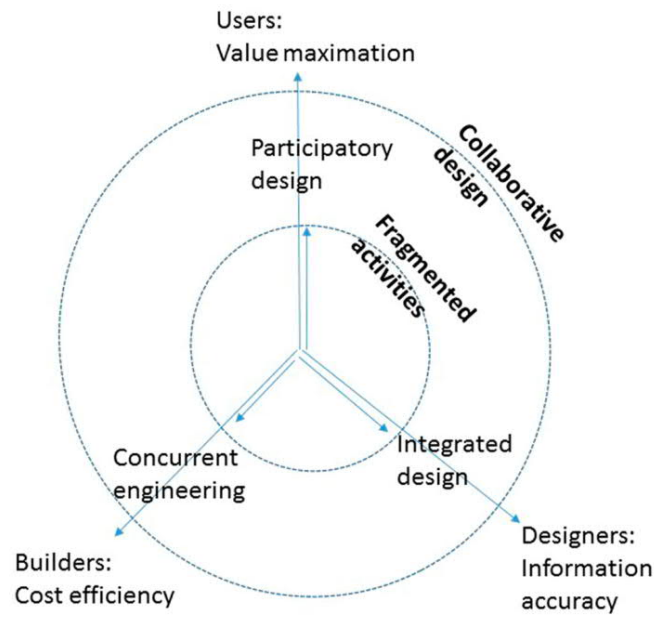 Users:
Value maximation
Participatory
design
Collaborative
design
Fragmented
activities
Concurrent
engineering
Integrated
design
Builders:
Cost efficiency
Designers:
Information
accuracy